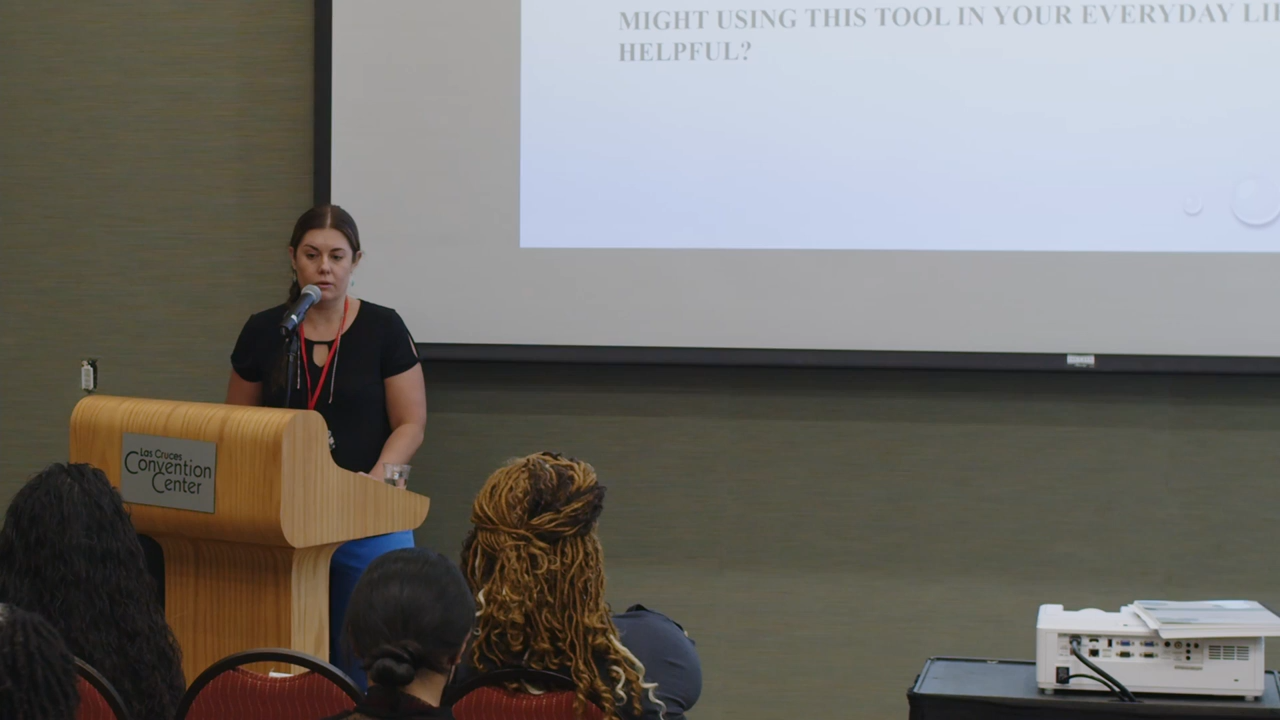 MIGHT USING THIS TOOL IN YOUR EVERYDAY
HELPFUL?
Las Cruces
Convention
Center